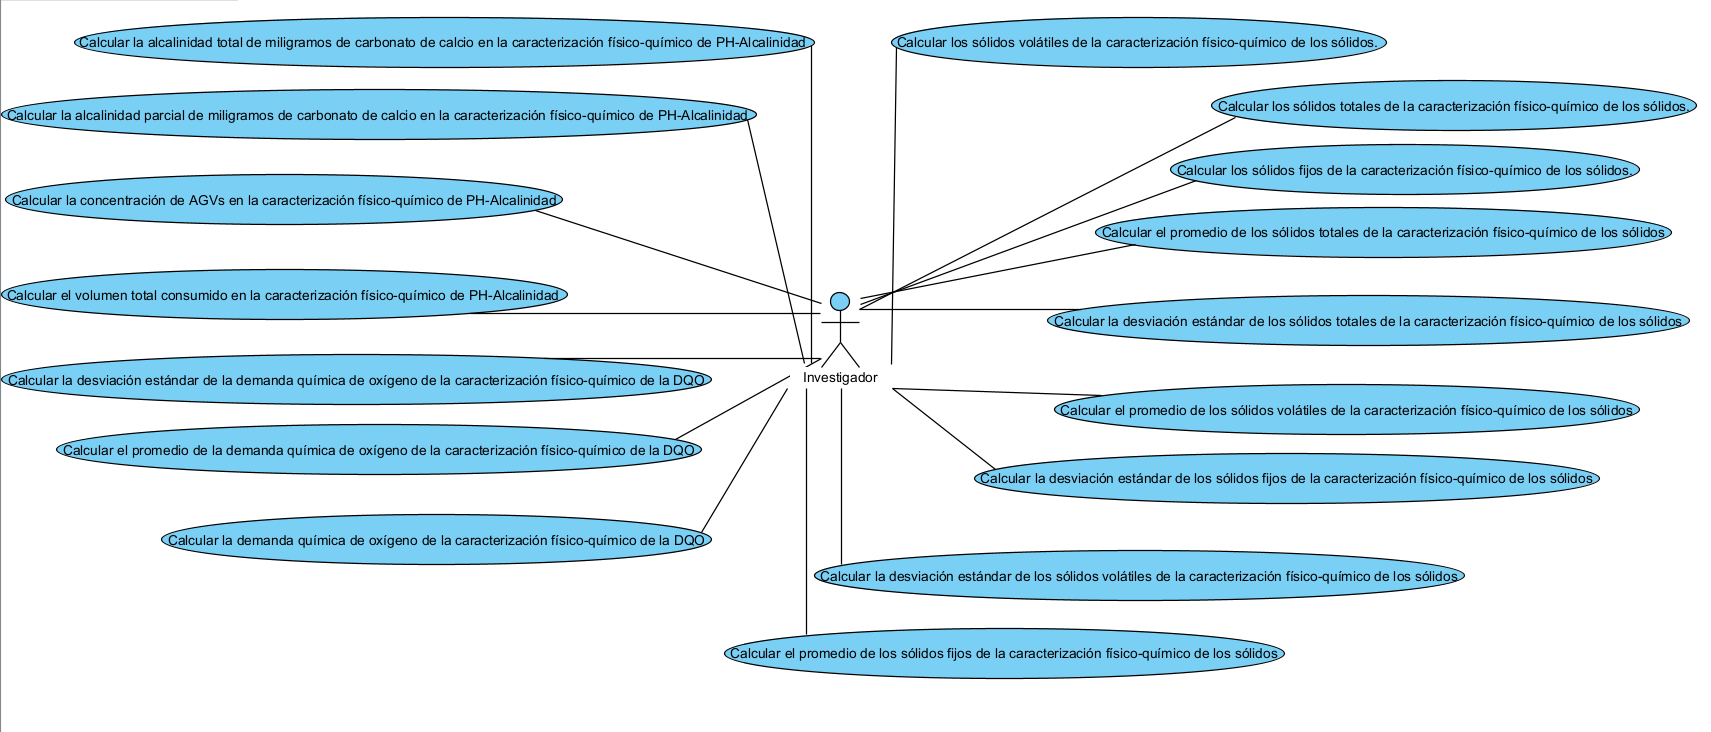 Calcular la alcalinidad total de miligramos de carbonato de calcio en la caracterización físico-químico de PH-Alcalinidad
Calcular los sólidos volátiles de la caracterización físico-químico de los sólidos.
Calcular los sólidos totales de la caracterización físico-químico de los sólidos.
Calcular la alcalinidad parcial de miligramos de carbonato de calcio en la caracterización físico-químico de PH-Alcalinidad
Calcular los sólidos fijos de la caracterización físico-químico de los sólidos.
Calcular la concentración de AGVs en la caracterización físico-químico de PH-Alcalinidad
Calcular el promedio de los sólidos totales de la caracterización físico-químico de los sólidos
Calcular el volumen total consumido en la caracterización físico-químico de PH-Alcalinidad
Calcular la desviación estándar de los sólidos totales de la caracterización físico-químico de los sólidos
Calcular la desviación estándar de la demanda química de oxígeno de la caracterización físico-químico de la DQO
Investigador
Calcular el promedio de los sólidos volátiles de la caracterización físico-químico de los sólidos
Calcular el promedio de la demanda química de oxígeno de la caracterización físico-químico de la DQO
Calcular la desviación estándar de los sólidos fijos de la caracterización físico-químico de los sólidos
Calcular la demanda química de oxígeno de la caracterización físico-químico de la DQO
Calcular la desviación estándar de los sólidos volátiles de la caracterización físico-químico de los sólidos
Calcular el promedio de los sólidos fijos de la caracterización físico-químico de los sólidos